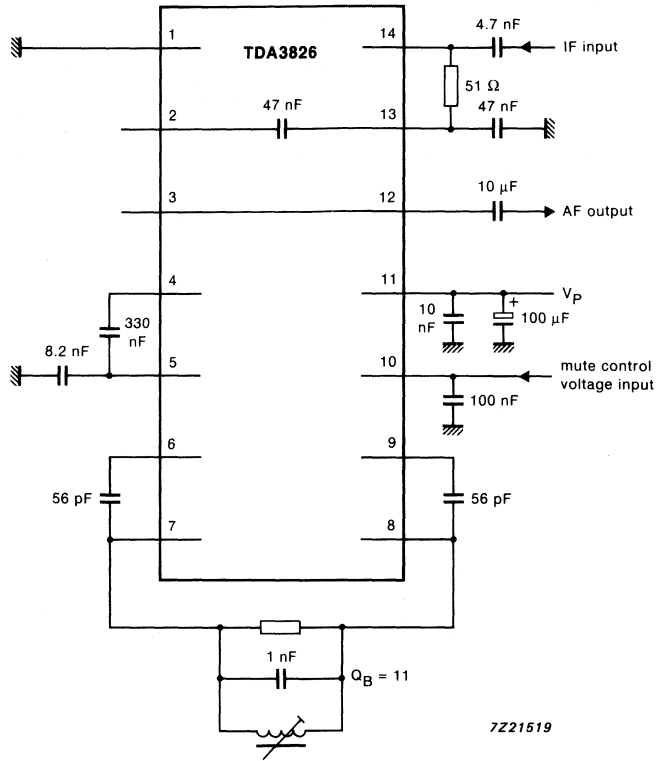 1
TDA3826
14
4.7 nF
IF input
51 Ω
2
47 nF
13
47 nF
3
12
10 µF
AF output
4
11
V_P
330
nF
10
nF
+
100 µF
8.2 nF
5
10
mute control
voltage input
100 nF
6
9
56 pF
56 pF
7
8
1 nF
Q_B = 11
7Z21519